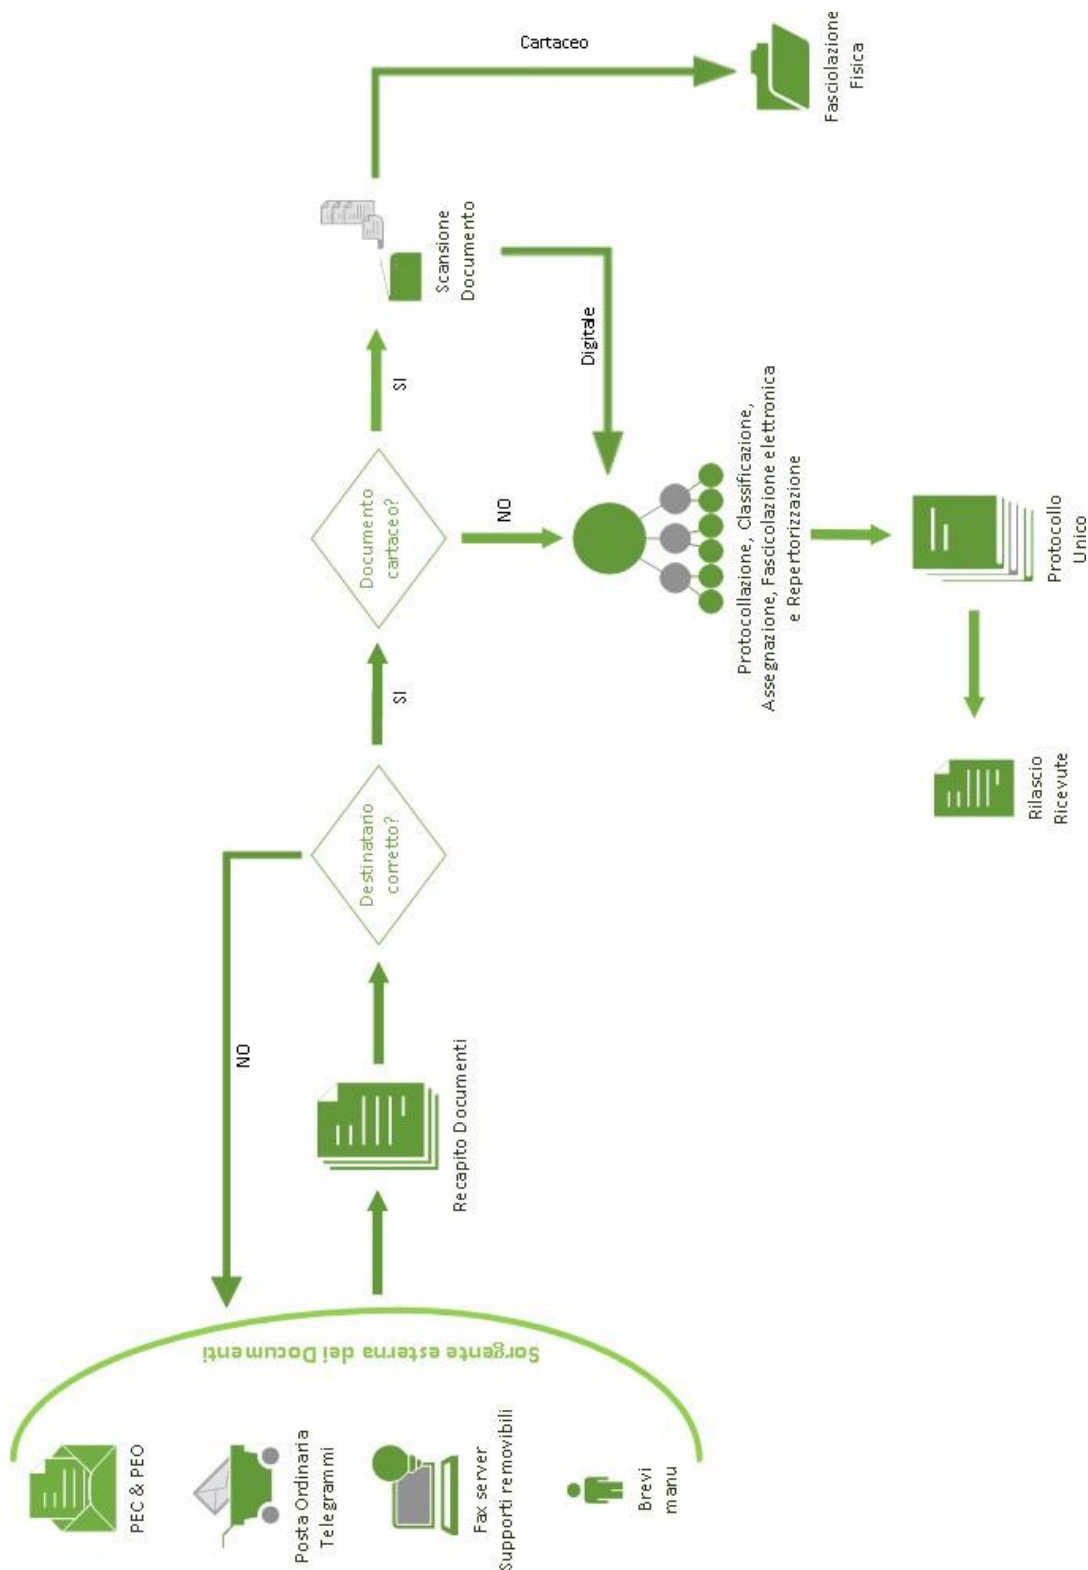 PEC & PEO
Posta Ordinaria
Telegrammi
Fax server
Supporti removibili
Brevi
manu
Sorgente esterna dei Documenti
NO
Recapito Documenti
Destinatario
corretto?
SI
Documento
cartaceo?
SI
NO
Scansione
Documento
Cartaceo
Digitale
Fasciolazione
Fisica
Protocollazione, Classificazione,
Assegnazione, Fascicolazione elettronica
e Repertorizzazione
Protocollo
Unico
Rilascio
Ricevute